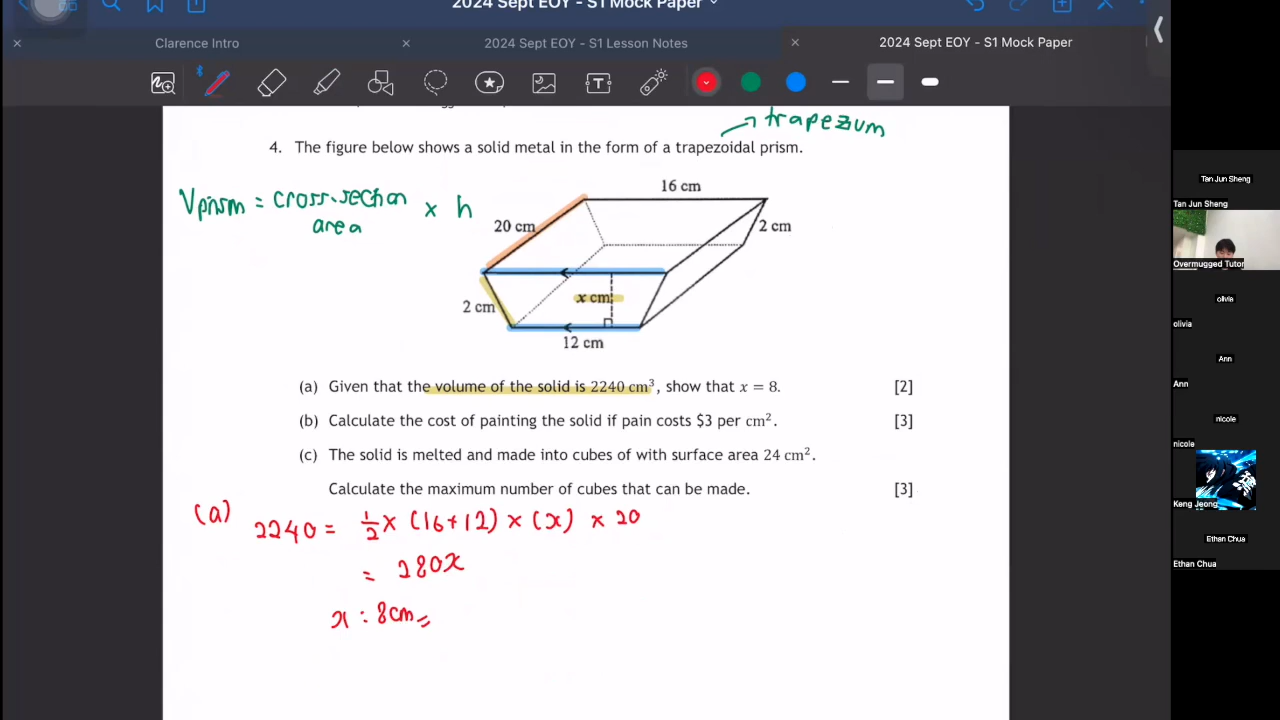 2024 Sept EOY - S1 Mock Paper
Clarence Intro
2024 Sept EOY - S1 Lesson Notes
2024 Sept EOY - S1 Mock Paper
trapezium
4. The figure below shows a solid metal in the form of a trapezoidal prism.
Vprism = cross-section area × h
16 cm
20 cm
2 cm
2 cm
x cm
12 cm
(a) Given that the volume of the solid is 2240 cm³, show that x = 8. [2]
(b) Calculate the cost of painting the solid if pain costs $3 per cm². [3]
(c) The solid is melted and made into cubes of with surface area 24 cm².
Calculate the maximum number of cubes that can be made. [3]
(a) 2240 = ½ × (16+12) × (x) × 20
= 280x
x = 8cm
Tan Jun Sheng
Tan Jun Sheng
Overmugged Tutor
olivia
olivia
Ann
Ann
nicole
nicole
Keng Jeong
Ethan Chua
Ethan Chua